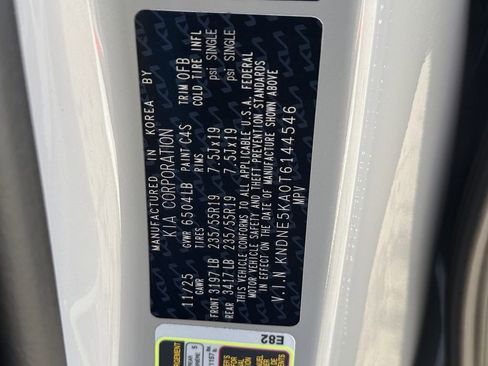 MANUFACTURED IN KOREA BY
KIA CORPORATION
11/25 GVWR 6504LB PAINT C4S TRIM OFB
GAWR TIRES RIMS COLD TIRE INFL
FRONT 3197LB 235/55R19 7.5Jx19 psi SINGLE
REAR 3417LB 235/55R19 7.5Jx19 psi SINGLE
THIS VEHICLE CONFORMS TO ALL APPLICABLE U.S.A. FEDERAL
MOTOR VEHICLE SAFETY AND THEFT PREVENTION STANDARDS
IN EFFECT ON THE DATE OF MANUFACTURE SHOWN ABOVE
V.I.N KNDNE5KA0T6144546
MPV
E82